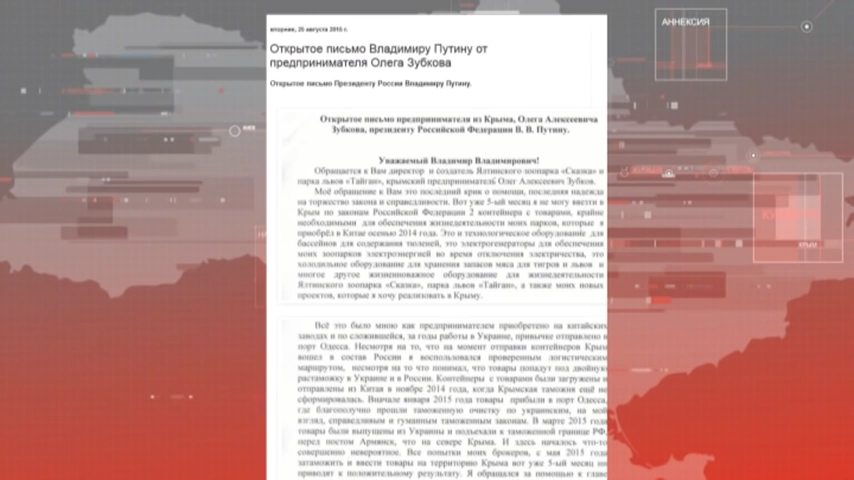 вторник, 25 августа 2015 г.
Открытое письмо Владимиру Путину от
предпринимателя Олега Зубкова
Открытое письмо Президенту России Владимиру Путину.
Открытое письмо предпринимателя из Крыма, Олега Алексеевича
Зубкова, президенту Российской Федерации В. В. Путину.
Уважаемый Владимир Владимирович!
Обращается к Вам директор и создатель Ялтинского зоопарка «Сказка» и
парка львов «Тайган», крымский предприниматель Олег Алексеевич Зубков.
Моё обращение к Вам это последний крик о помощи, последняя надежда
на торжество закона и справедливости. Вот уже 5-ый месяц я не могу ввезти в
Крым по законам Российской Федерации 2 контейнера с товарами, крайне
необходимыми для обеспечения жизнедеятельности моих парков, которые я
приобрёл в Китае осенью 2014 года. Это и технологическое оборудование для
бассейнов для содержания тюленей, это электрогенераторы для обеспечения
моих зоопарков электроэнергией во время отключения электричества, это
холодильное оборудование для хранения запасов мяса для тигров и львов и
многое другое жизненноважное оборудование для жизнедеятельности
Ялтинского зоопарка «Сказка», парка львов «Тайган», а также моих новых
проектов, которые я хочу реализовать в Крыму.
Всё это было мною как предпринимателем приобретено на китайских
заводах и по сложившейся, за годы работы в Украине, привычке отправлено в
порт Одесса. Несмотря на то, что на момент отправки контейнеров Крым
вошел в состав России я воспользовался проверенным логистическим
маршрутом, несмотря на то что понимал, что товары попадут под двойную
растаможку в Украине и в России. Контейнеры с товарами были загружены и
отправлены из Китая в ноябре 2014 года, когда Крымская таможня ещё не
сформировалась. Вначале января 2015 года товары прибыли в порт Одесса,
где благополучно прошли таможенную очистку по украинским, на мой
взгляд, справедливым и гуманным таможенным законам. В марте 2015 года
товары были выпущены из Украины и подъехали к таможенной границе РФ,
перед постом Армянск, что на севере Крыма. И здесь началось что-то
совершенно невероятное. Все попытки моих брокеров, с мая 2015 года
затаможить и ввезти товары на территорию Крыма вот уже 5-ый месяц не
приводят к положительному результату. Я обращался за помощью к главе
АННЕКСИЯ
КИЕВ
КРЫМ